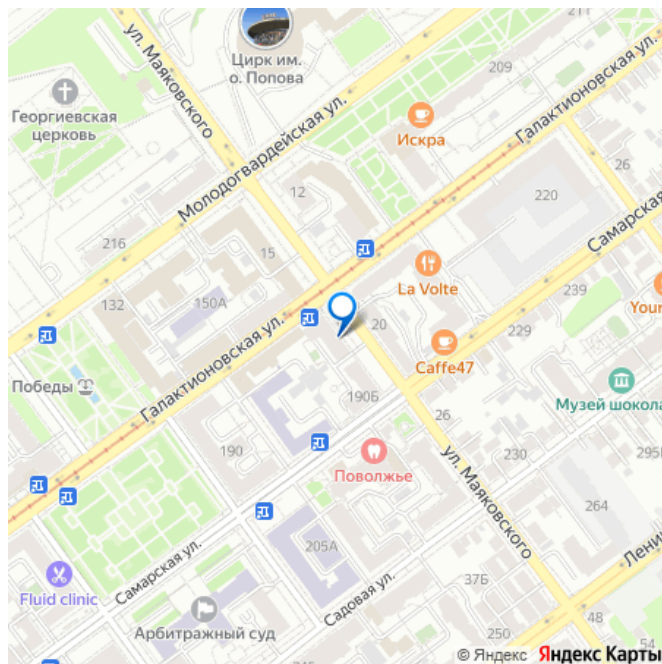 211
Цирк им.
о. Попова
209
ул. Маяковского
Георгиевская
церковь
Искра
Галактионовская ул.
Молодогвардейская ул.
26
12
220
Самарская
216
15
La Volte
239
132
150А
20
229
Your
Caffe47
Победы
Галактионовская ул.
190Б
Музей шокола
26
190
230
295
Поволжье
ул. Маяковского
264
205А
Ленин
Самарская ул.
Садовая ул.
37Б
Fluid clinic
48
Арбитражный суд
250
54
© Яндекс Яндекс Карты